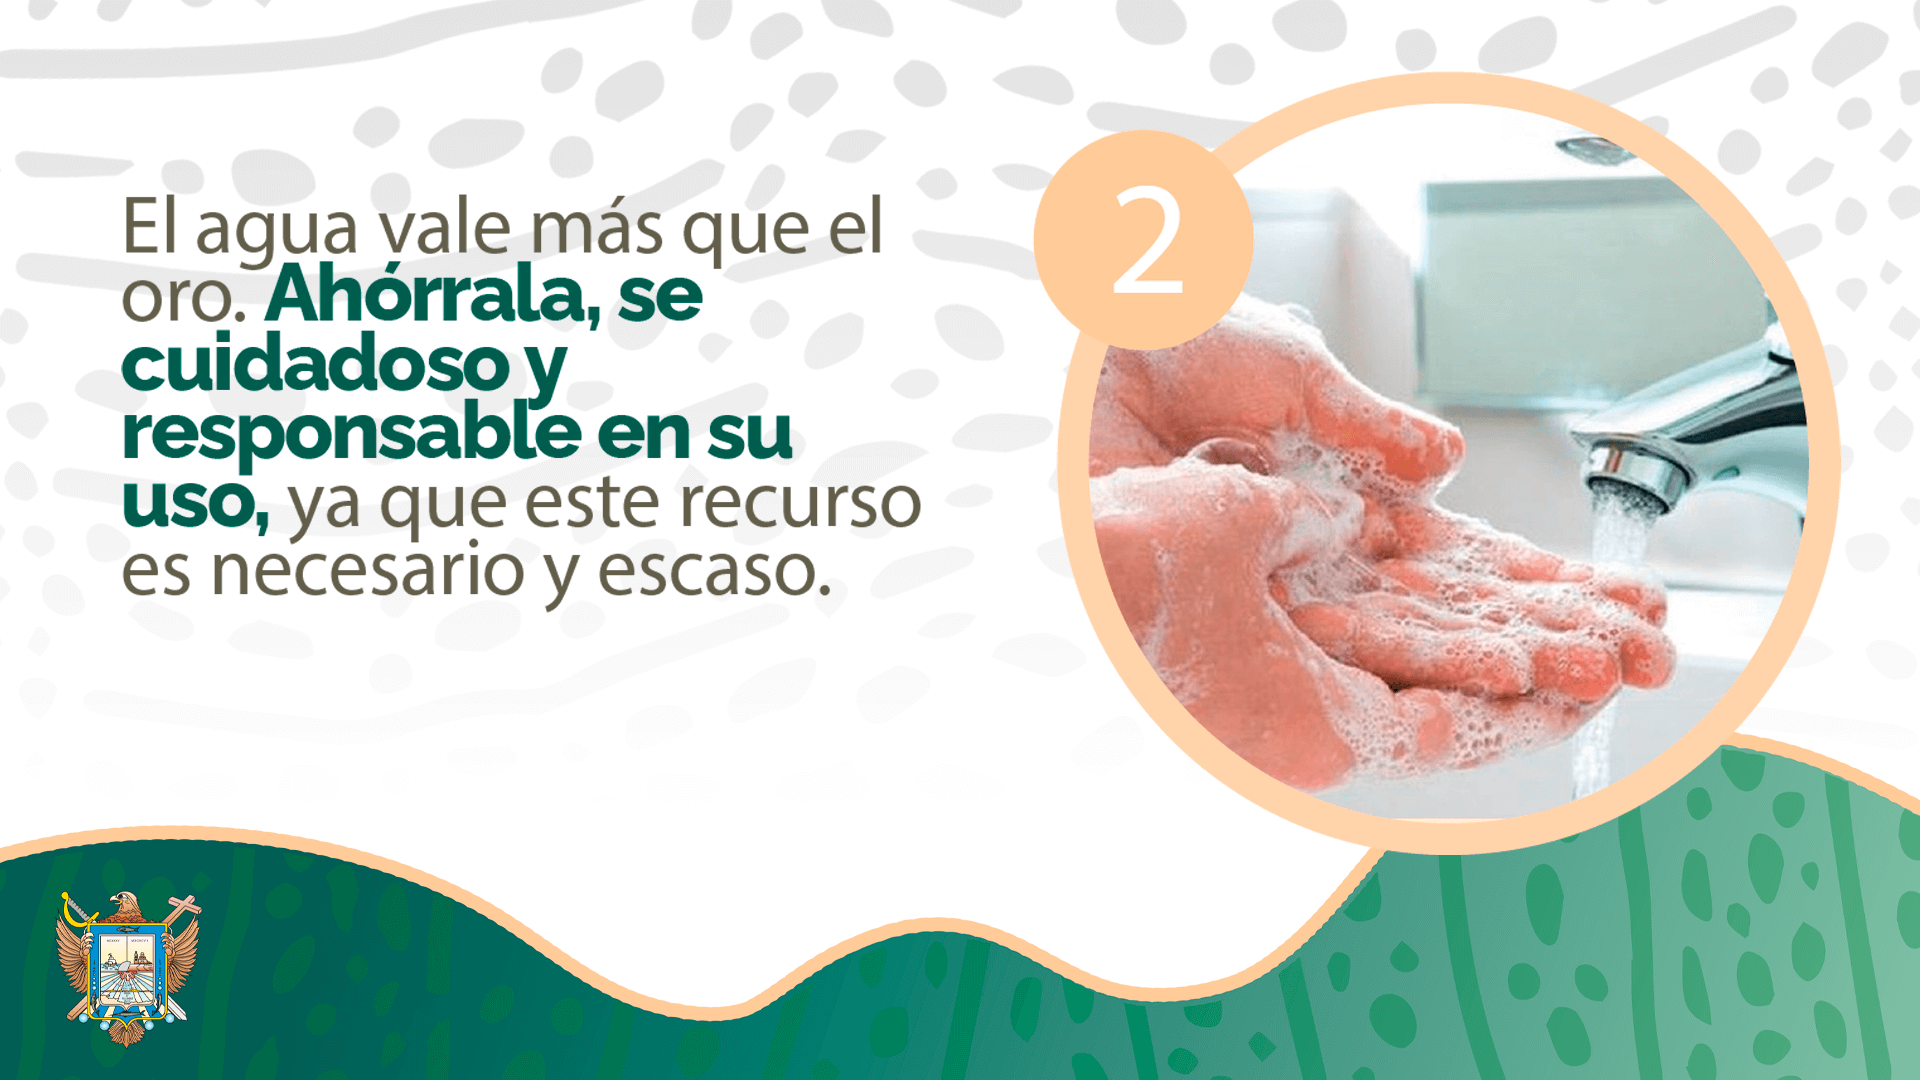 El agua vale más que el
oro. Ahórrala, se
cuidadoso y
responsable en su
uso, ya que este recurso
es necesario y escaso.
2